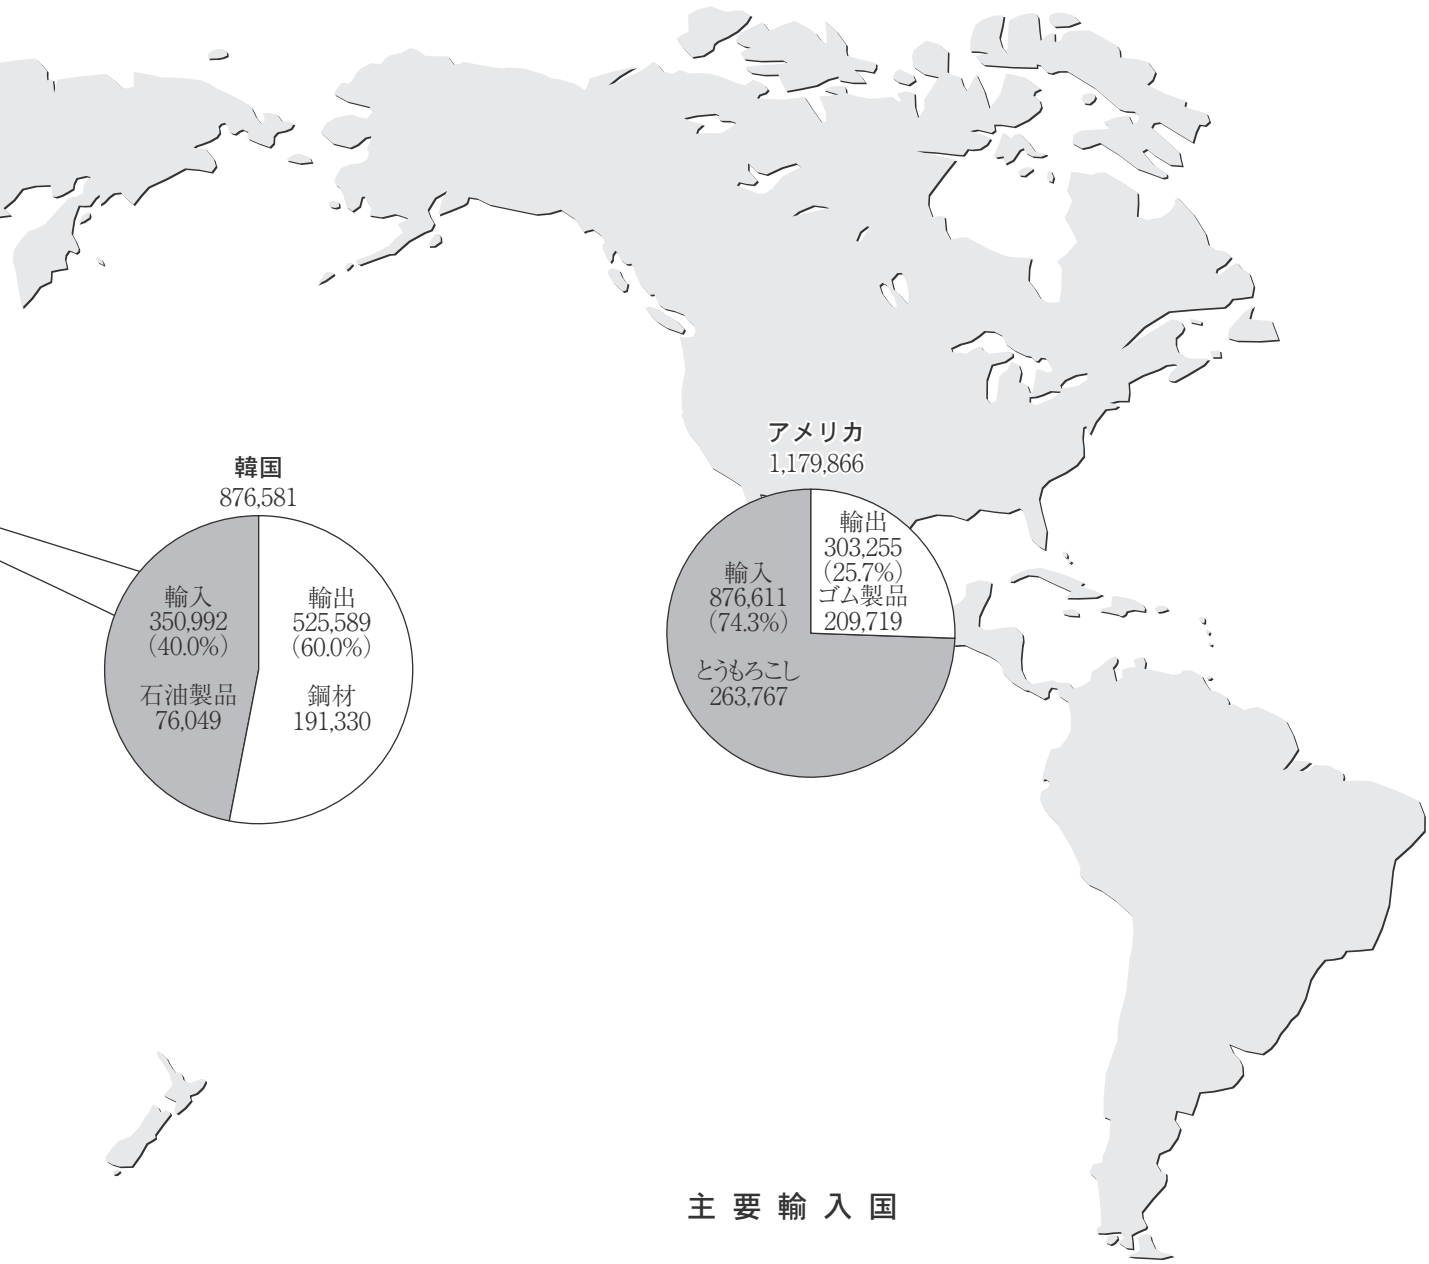 韓国
876,581
輸入
350,992
(40.0%)
石油製品
76,049
輸出
525,589
(60.0%)
鋼材
191,330
アメリカ
1,179,866
輸入
876,611
(74.3%)
とうもろこし
263,767
輸出
303,255
(25.7%)
ゴム製品
209,719
主要輸入国